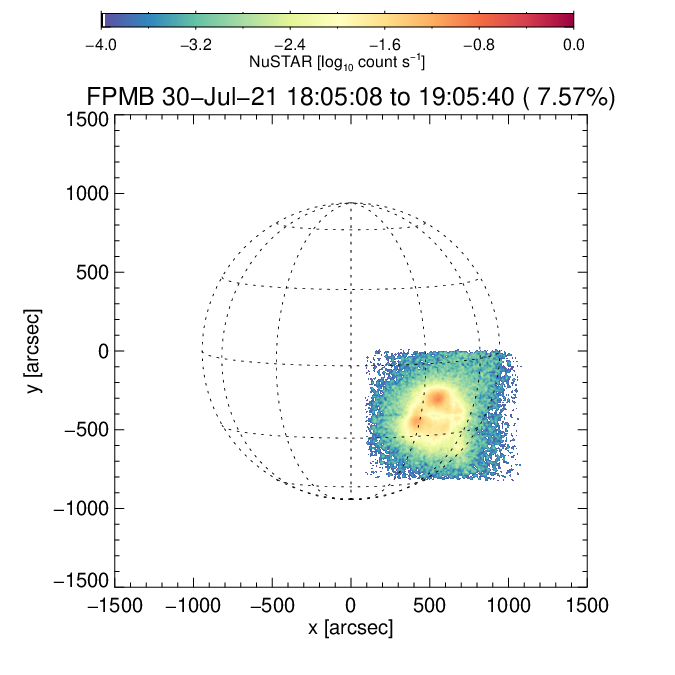 −4.0 −3.2 −2.4 −1.6 −0.8 0.0
NuSTAR [log₁₀ count s⁻¹]
FPMB 30−Jul−21 18:05:08 to 19:05:40 ( 7.57%)
1500
1000
500
0
−500
−1000
−1500
y [arcsec]
−1500 −1000 −500 0 500 1000 1500
x [arcsec]